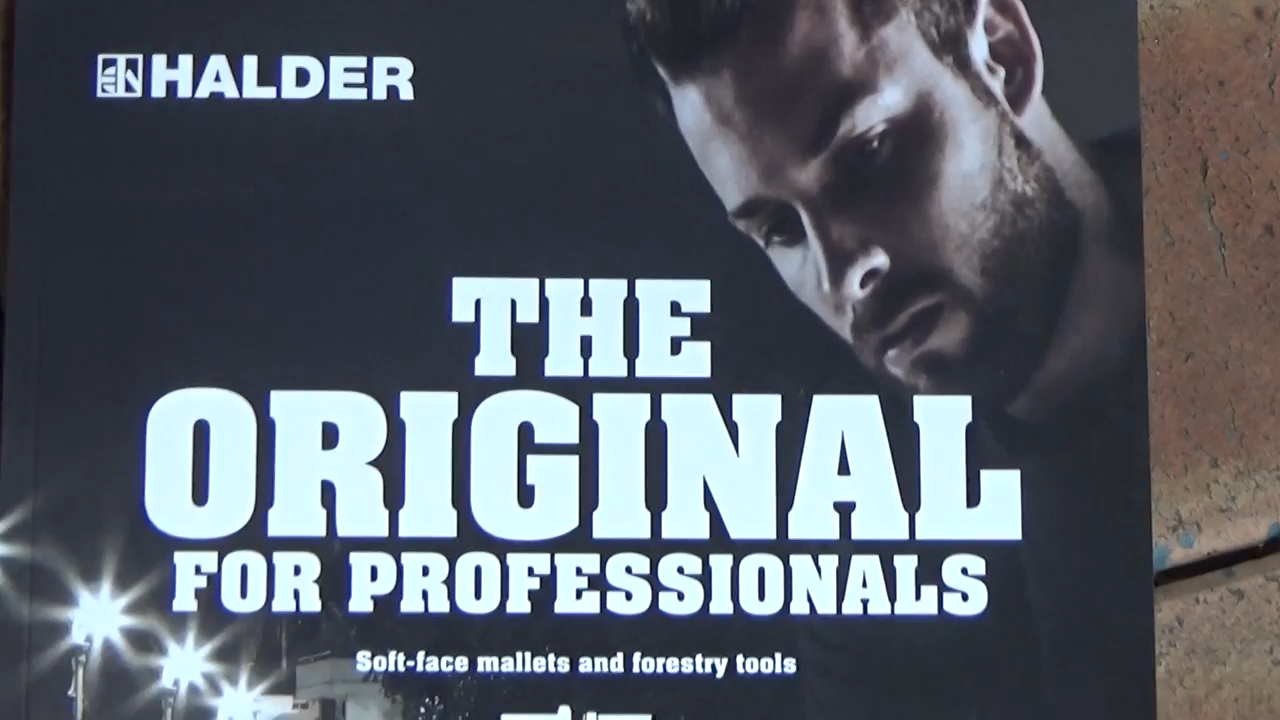 HALDER
THE
ORIGINAL
FOR PROFESSIONALS
Soft-face mallets and forestry tools